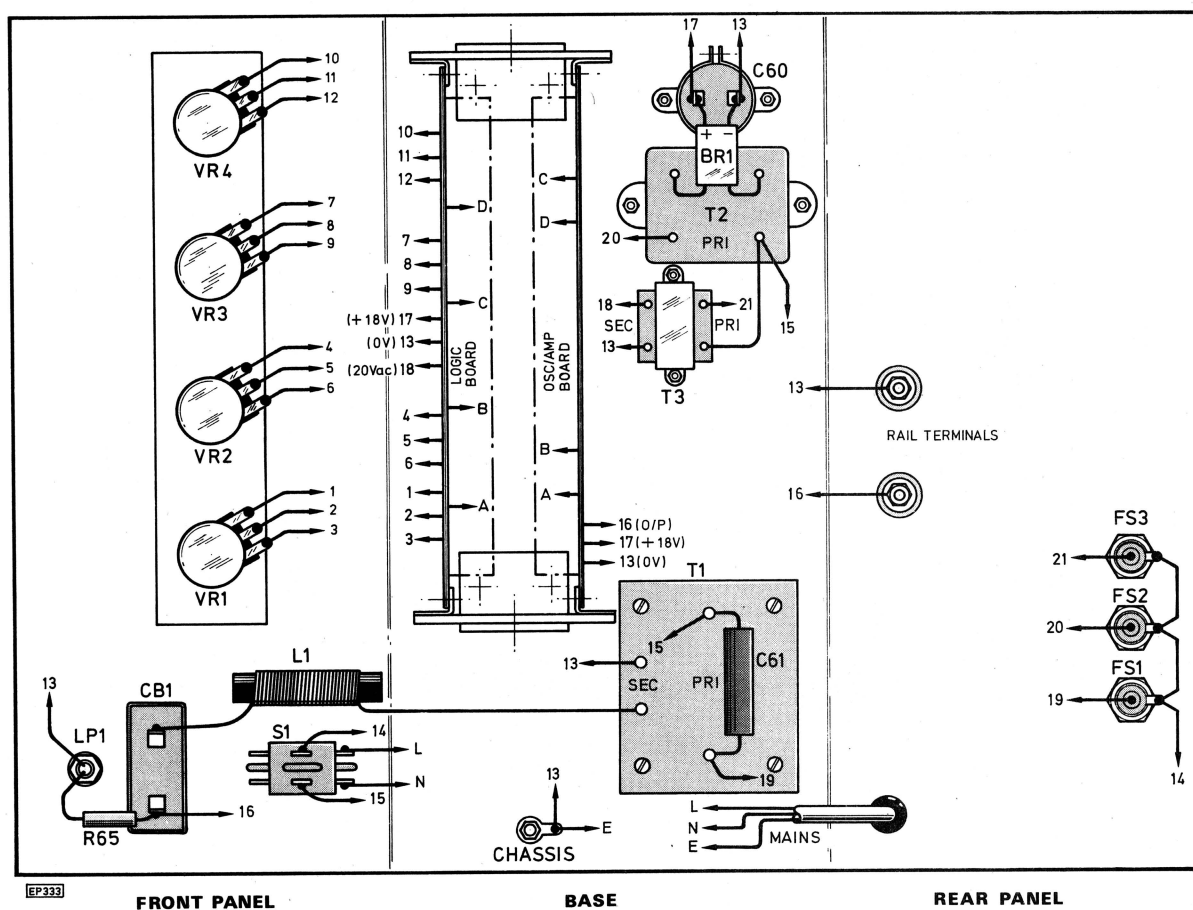 10
11
12
VR4
7
8
9
VR3
4
5
6
VR2
1
2
3
VR1
10
11
12
D
7
8
9
C
(+18V) 17
(0V) 13
(20Vac) 18
LOGIC BOARD
B
4
5
6
1
A
2
3
C
D
OSC/AMP BOARD
B
A
16 (O/P)
17 (+18V)
13 (0V)
17
13
C60
+ −
BR1
T2
20
PRI
15
18
21
SEC
PRI
13
T3
13
RAIL TERMINALS
16
FS3
21
FS2
20
FS1
19
14
T1
15
13
C61
SEC
PRI
19
L1
13
CB1
LP1
S1
14
L
N
15
16
R65
13
E
CHASSIS
L
N
E
MAINS
EP333
FRONT PANEL
BASE
REAR PANEL